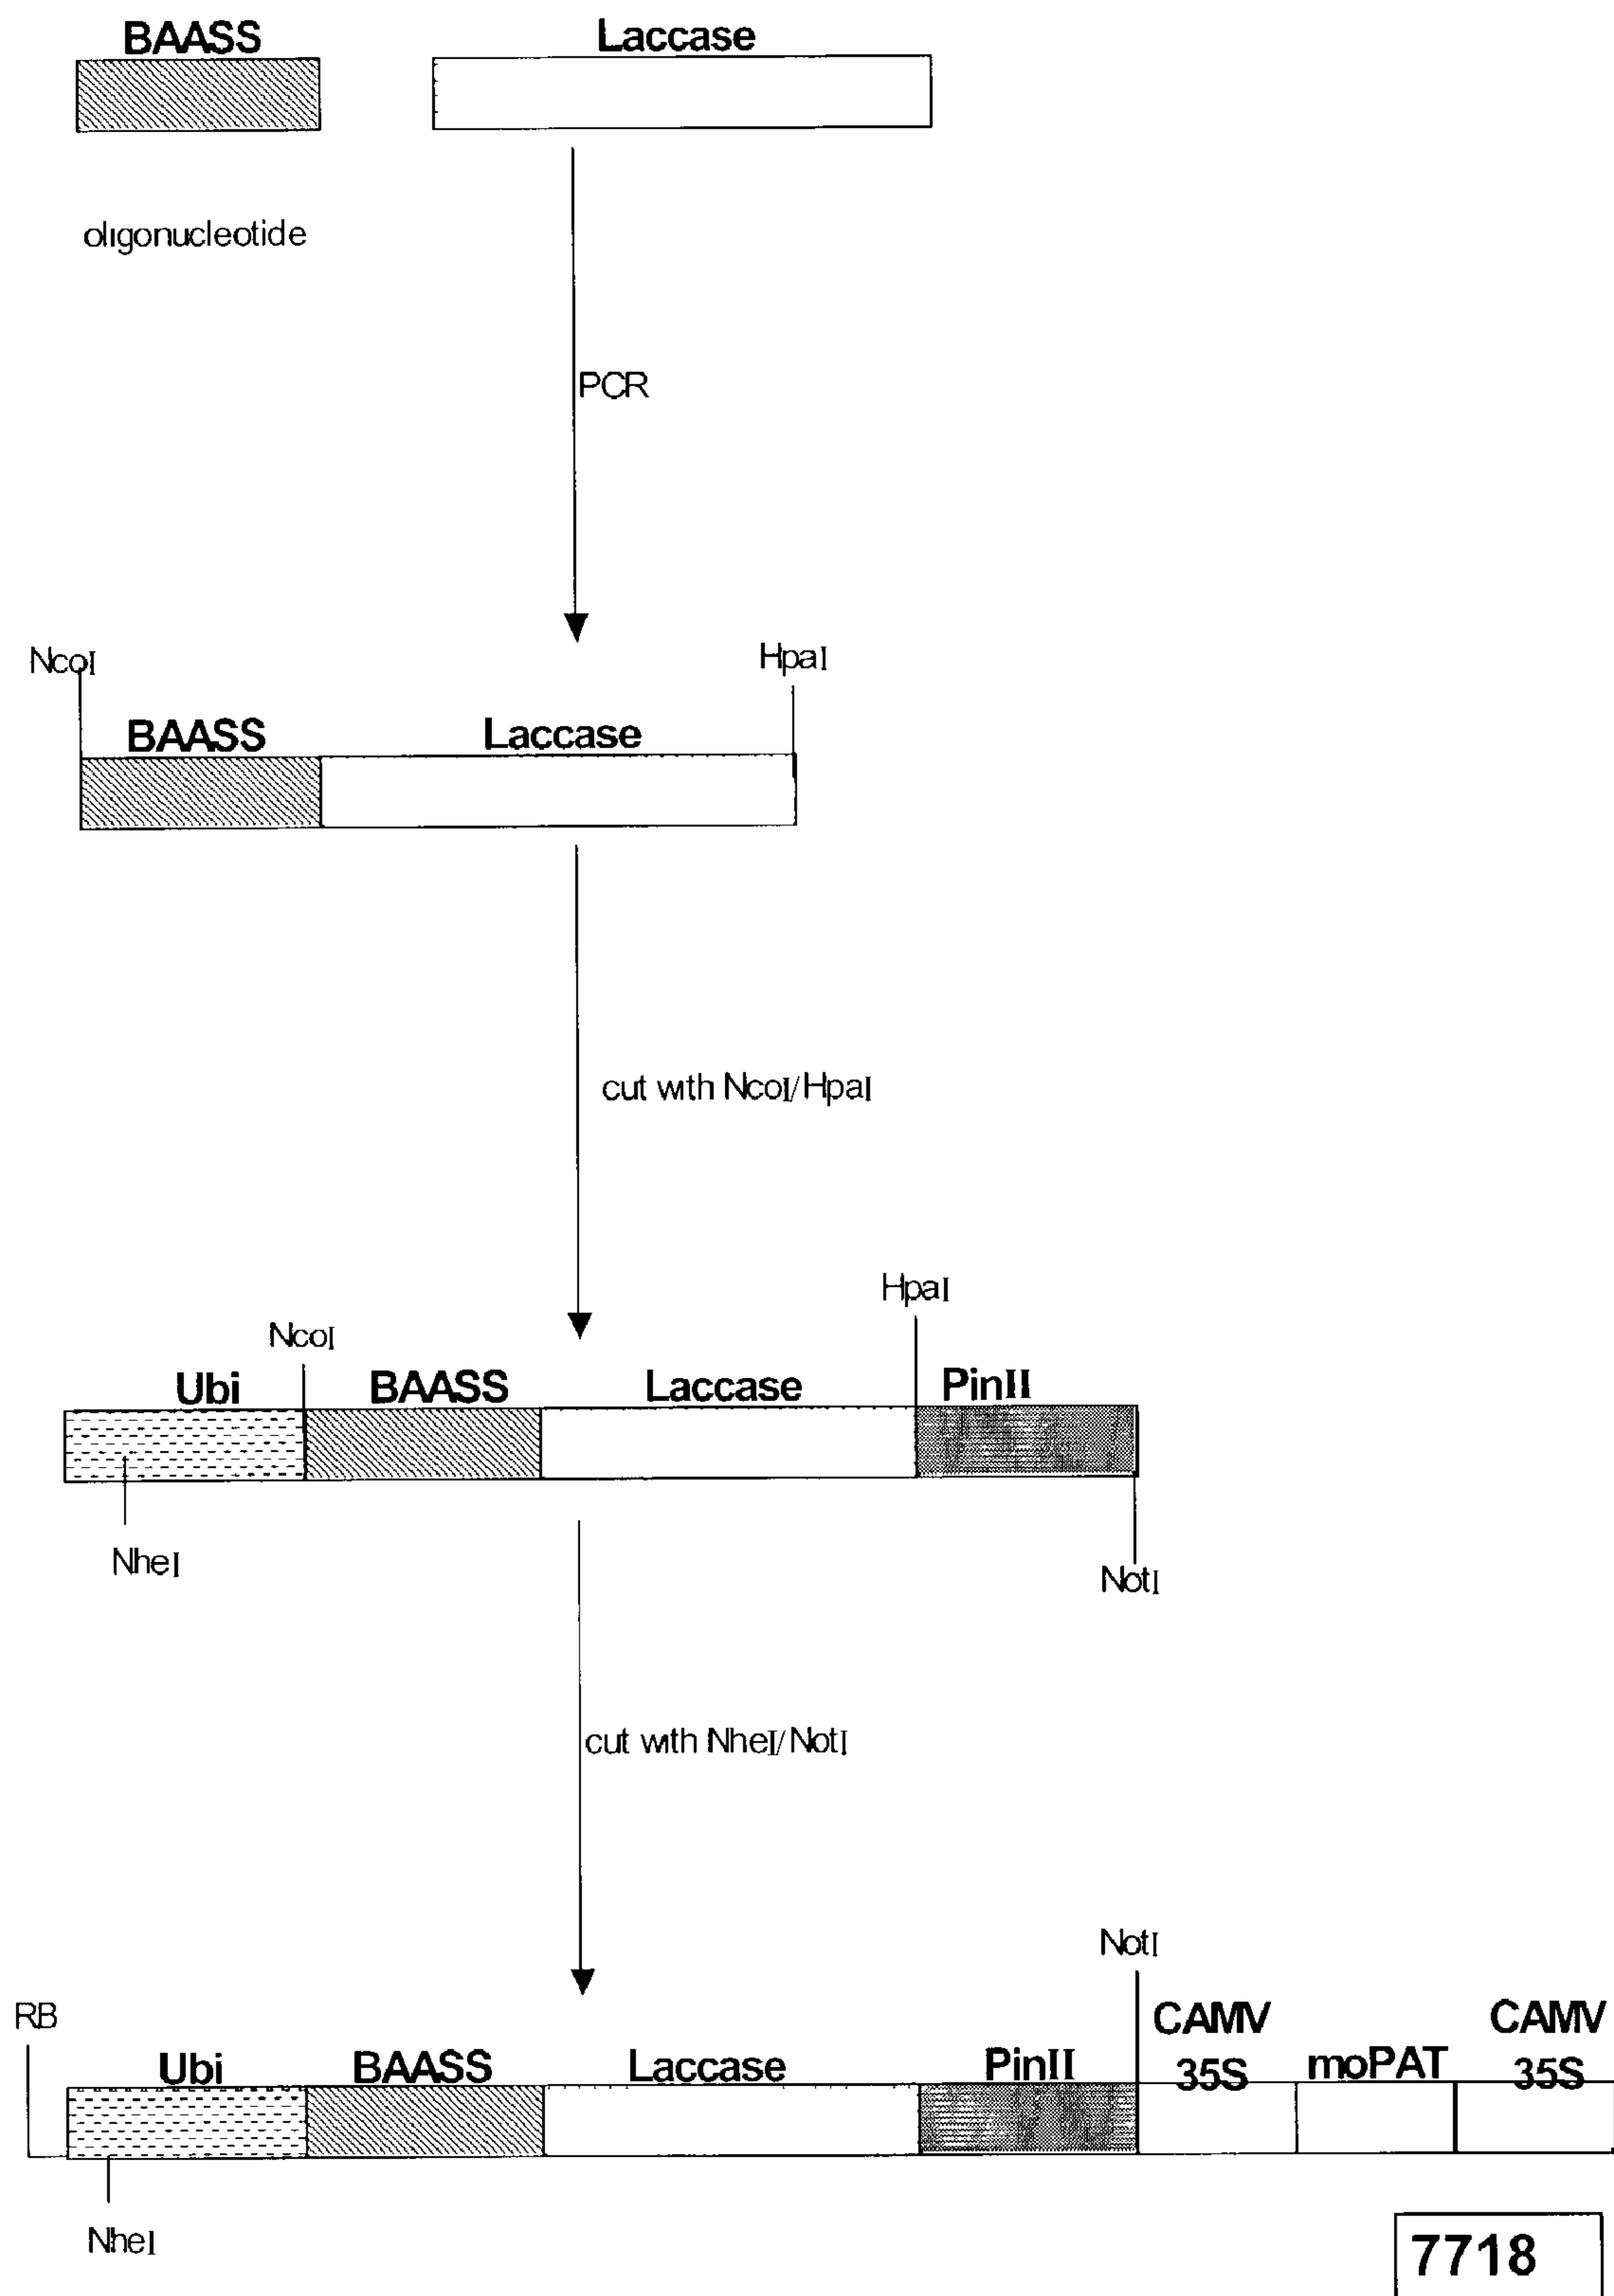 BAASS Laccase
oligonucleotide
PCR
NcoI HpaI
BAASS Laccase
cut with NcoI/HpaI
HpaI
NcoI
Ubi BAASS Laccase PinII
NheI NotI
cut with NheI/NotI
NotI
RB CAMV CAMV
Ubi BAASS Laccase PinII 35S moPAT 35S
NheI
7718